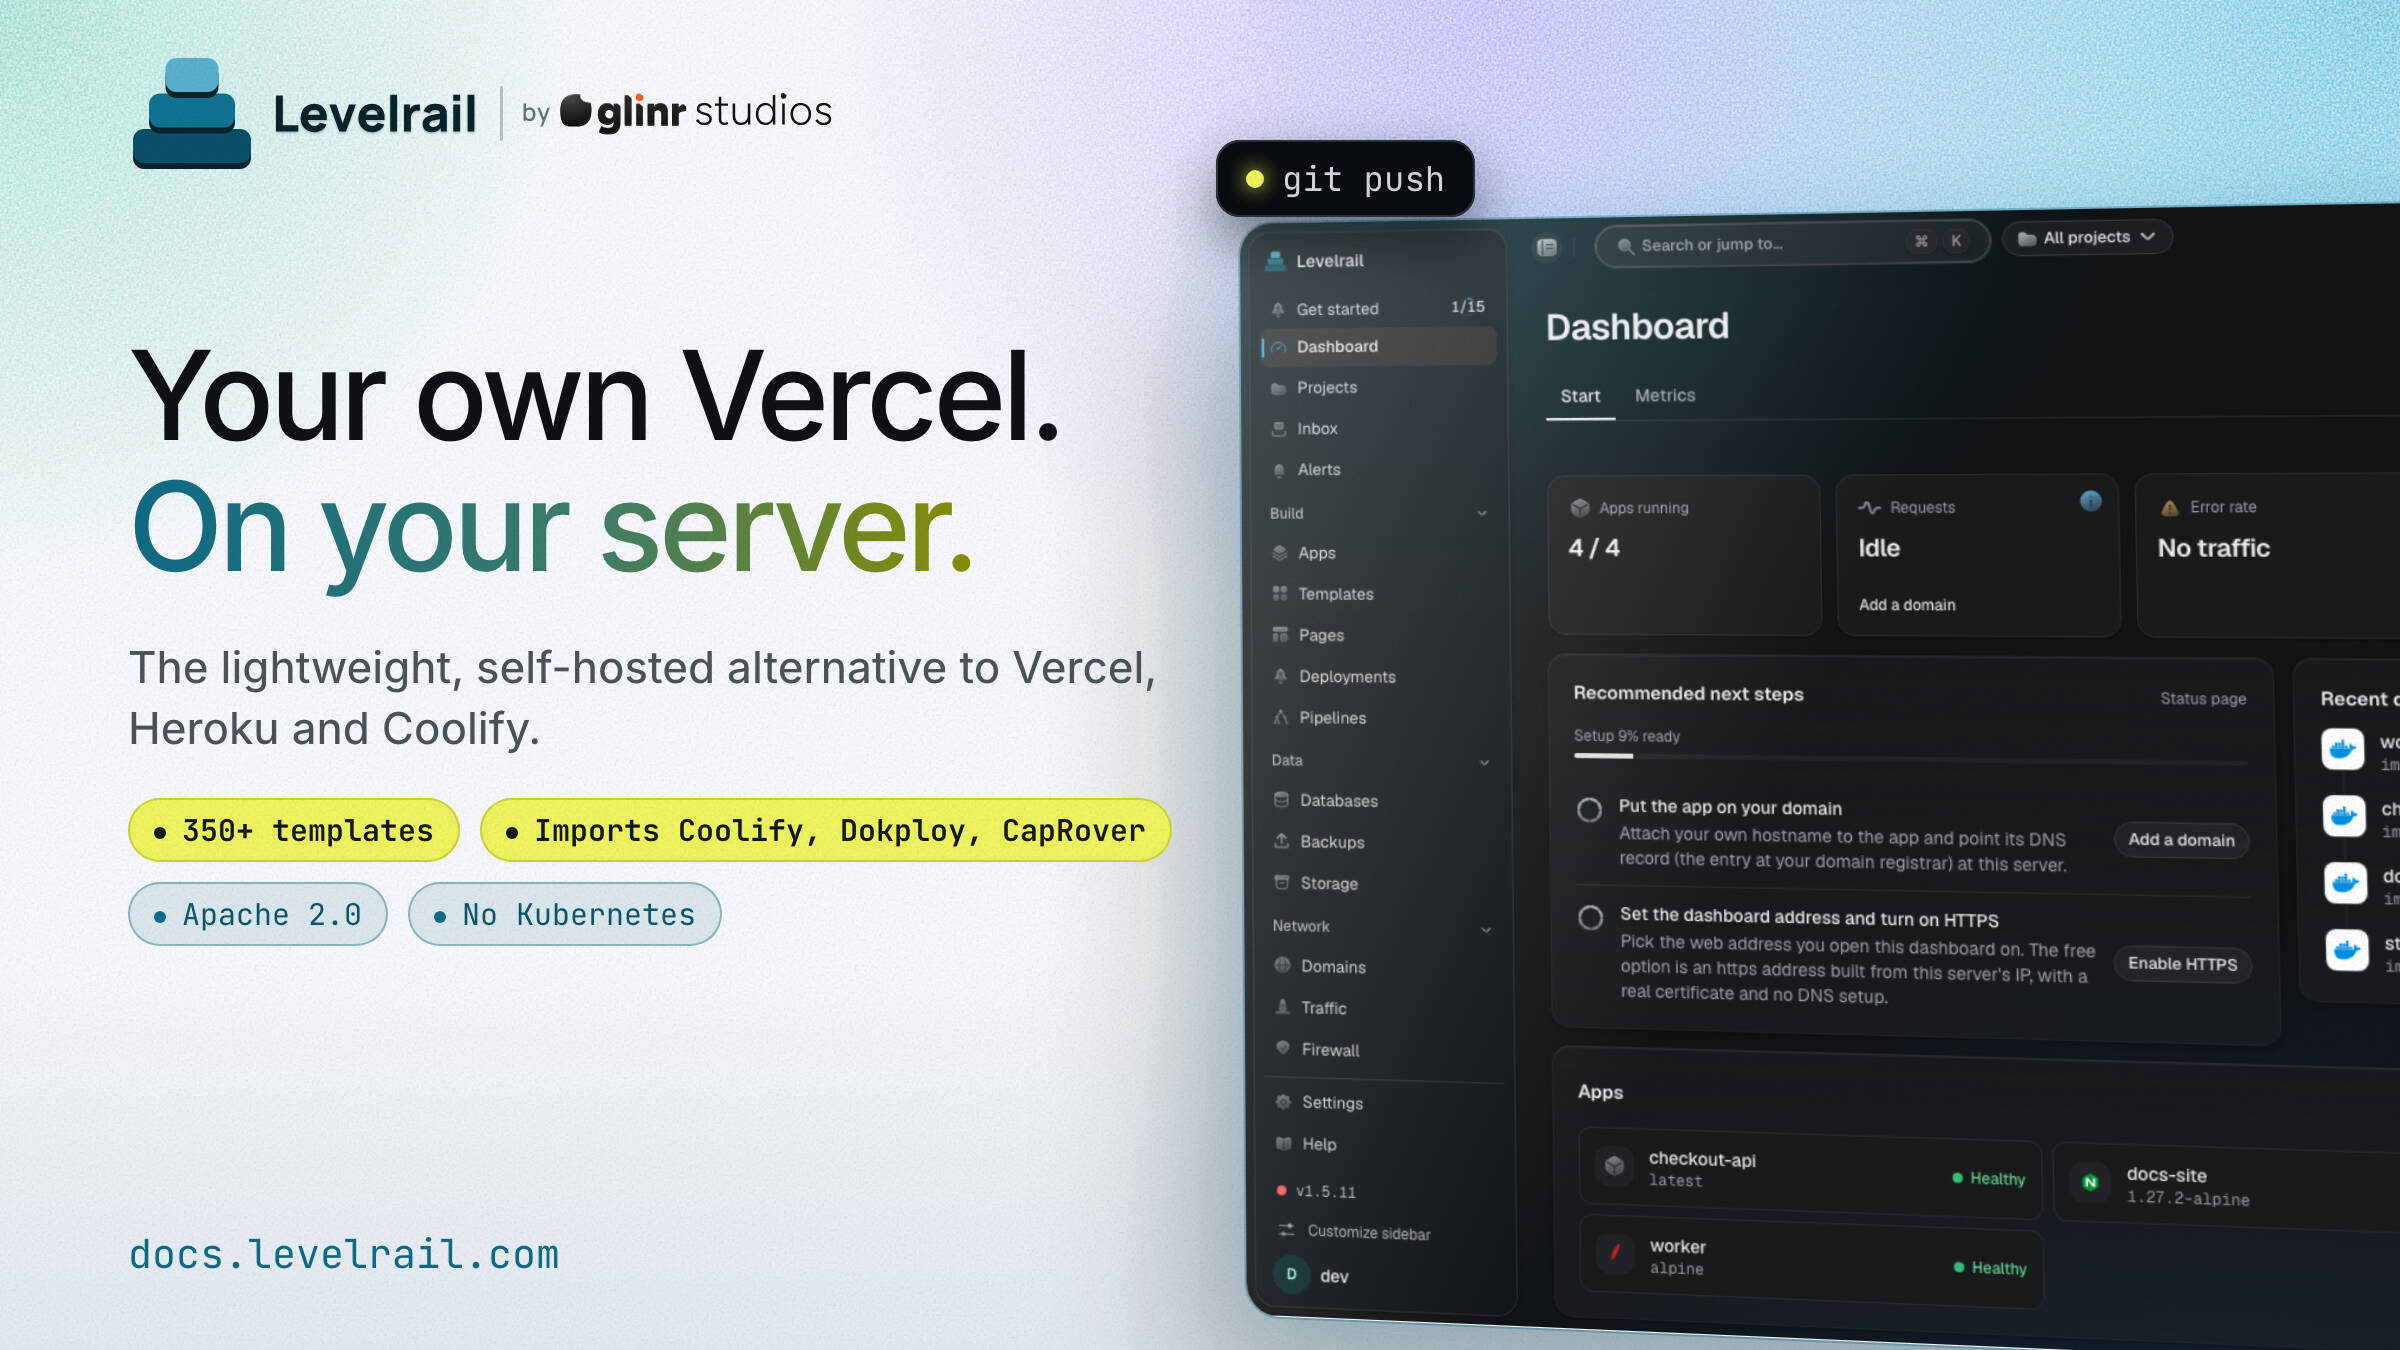 Levelrail
by glinr studios
Your own Vercel.
On your server.
The lightweight, self-hosted alternative to Vercel,
Heroku and Coolify.
• 350+ templates
• Imports Coolify, Dokploy, CapRover
• Apache 2.0
• No Kubernetes
docs.levelrail.com
git push
Levelrail
Get started 1/15
Dashboard
Projects
Inbox
Alerts
Build
Apps
Templates
Pages
Deployments
Pipelines
Data
Databases
Backups
Storage
Network
Domains
Traffic
Firewall
Settings
Help
v1.5.11
Customize sidebar
D dev
Search or jump to... ⌘ K
All projects
Dashboard
Start Metrics
Apps running
4 / 4
Requests
Idle
Add a domain
Error rate
No traffic
Recommended next steps Status page
Setup 9% ready
Put the app on your domain
Attach your own hostname to the app and point its DNS
record (the entry at your domain registrar) at this server.
Add a domain
Set the dashboard address and turn on HTTPS
Pick the web address you open this dashboard on. The free
option is an https address built from this server's IP, with a
real certificate and no DNS setup.
Enable HTTPS
Recent
Apps
checkout-api
latest
Healthy
docs-site
1.27.2-alpine
worker
alpine
Healthy